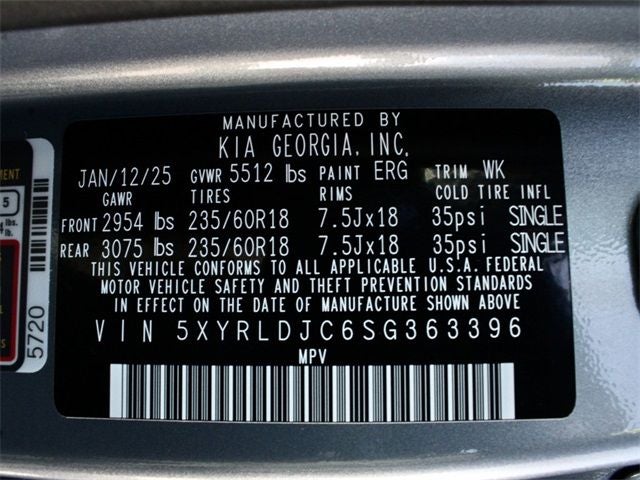 MANUFACTURED BY
KIA GEORGIA, INC.
JAN/12/25 GVWR 5512 lbs PAINT ERG TRIM WK
GAWR TIRES RIMS COLD TIRE INFL
FRONT 2954 lbs 235/60R18 7.5Jx18 35psi SINGLE
REAR 3075 lbs 235/60R18 7.5Jx18 35psi SINGLE
THIS VEHICLE CONFORMS TO ALL APPLICABLE U.S.A. FEDERAL
MOTOR VEHICLE SAFETY AND THEFT PREVENTION STANDARDS
IN EFFECT ON THE DATE OF MANUFACTURE SHOWN ABOVE
VIN 5XYRLDJC6SG363396
MPV
5720
5
lbs.
lb.